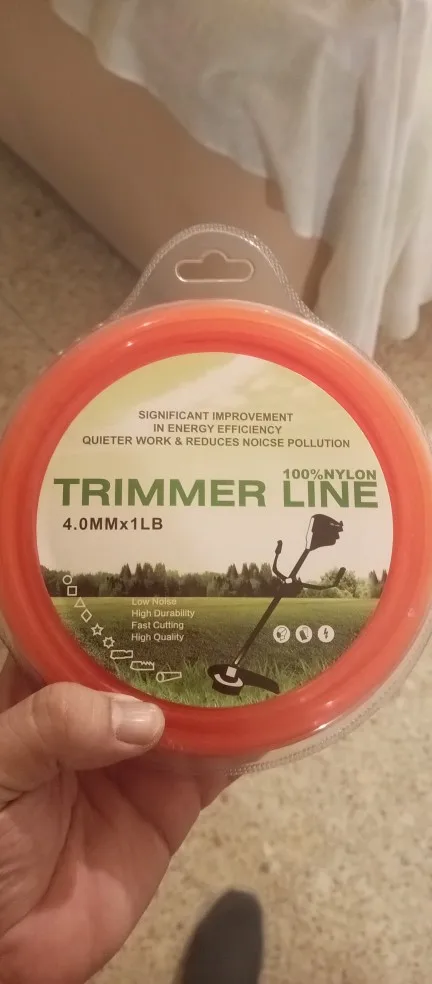 SIGNIFICANT IMPROVEMENT
IN ENERGY EFFICIENCY
QUIETER WORK & REDUCES NOICSE POLLUTION
100%NYLON
TRIMMER LINE
4.0MMx1LB
Low Noise
High Durability
Fast Cutting
High Quality